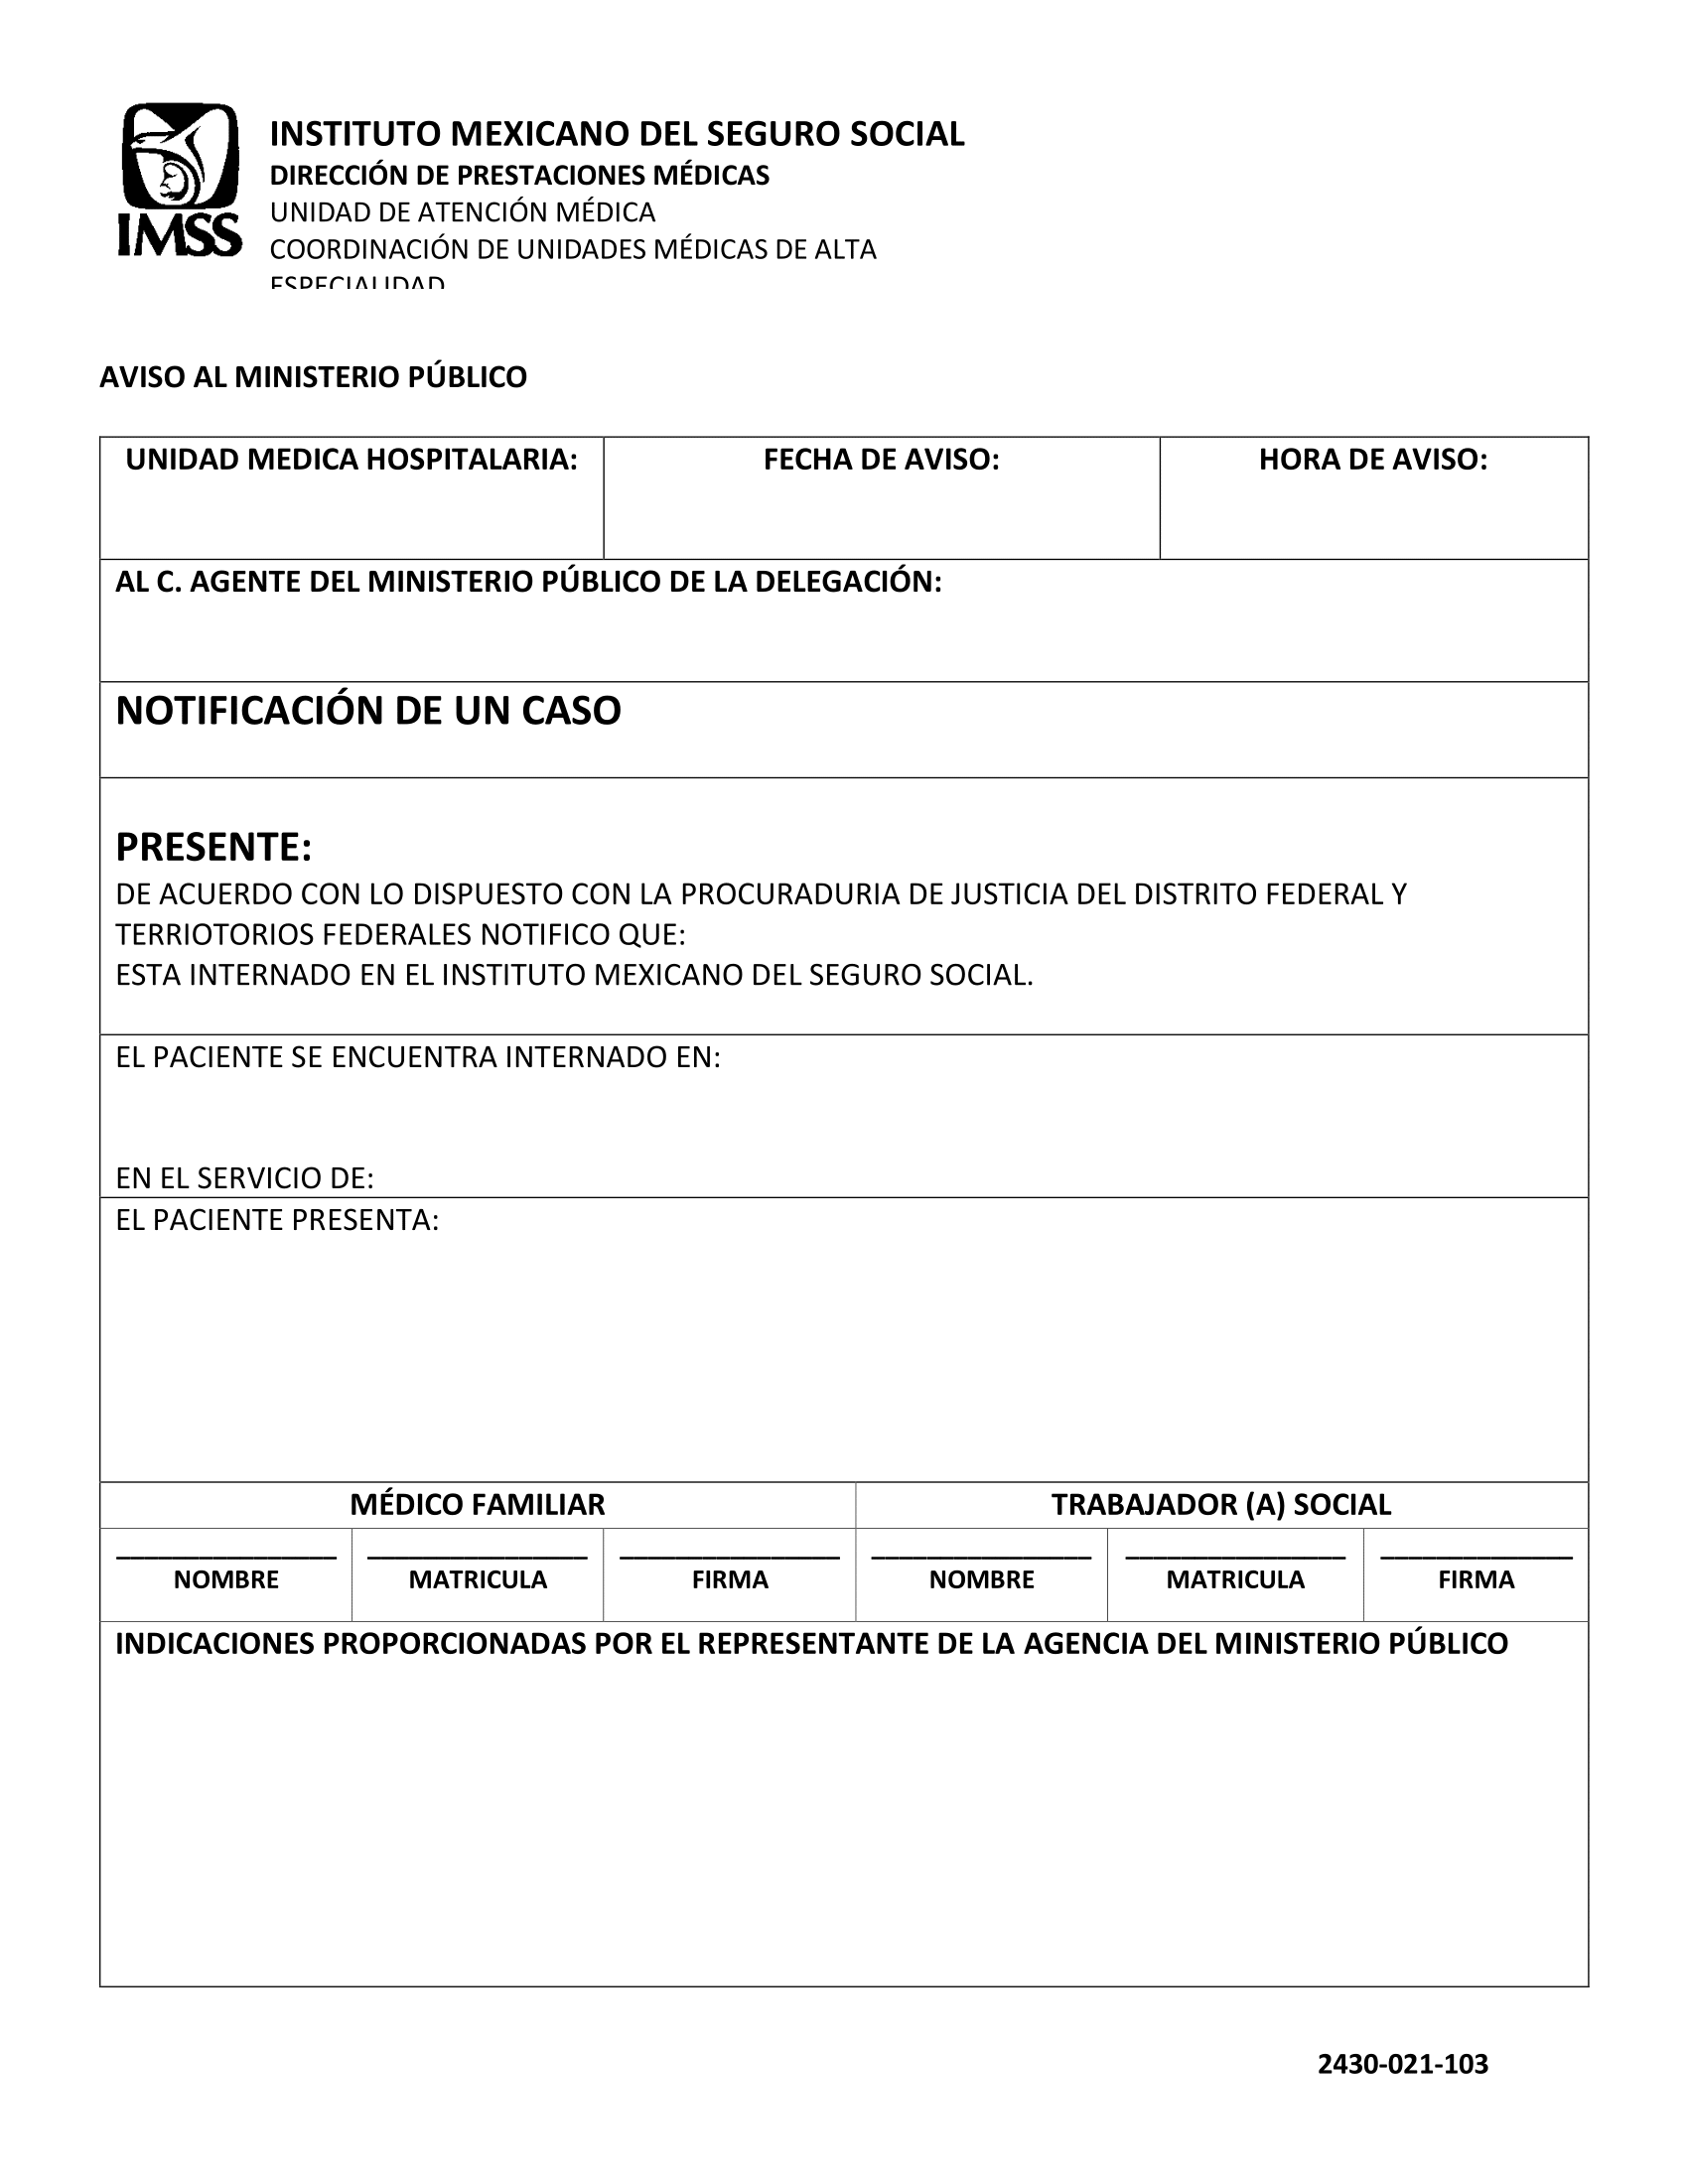 IMSS
INSTITUTO MEXICANO DEL SEGURO SOCIAL
DIRECCIÓN DE PRESTACIONES MÉDICAS
UNIDAD DE ATENCIÓN MÉDICA
COORDINACIÓN DE UNIDADES MÉDICAS DE ALTA
ESPECIALIDAD
AVISO AL MINISTERIO PÚBLICO
UNIDAD MEDICA HOSPITALARIA: FECHA DE AVISO: HORA DE AVISO:
AL C. AGENTE DEL MINISTERIO PÚBLICO DE LA DELEGACIÓN:
NOTIFICACIÓN DE UN CASO
PRESENTE:
DE ACUERDO CON LO DISPUESTO CON LA PROCURADURIA DE JUSTICIA DEL DISTRITO FEDERAL Y
TERRIOTORIOS FEDERALES NOTIFICO QUE:
ESTA INTERNADO EN EL INSTITUTO MEXICANO DEL SEGURO SOCIAL.
EL PACIENTE SE ENCUENTRA INTERNADO EN:
EN EL SERVICIO DE:
EL PACIENTE PRESENTA:
MÉDICO FAMILIAR TRABAJADOR (A) SOCIAL
NOMBRE MATRICULA FIRMA NOMBRE MATRICULA FIRMA
INDICACIONES PROPORCIONADAS POR EL REPRESENTANTE DE LA AGENCIA DEL MINISTERIO PÚBLICO
2430-021-103